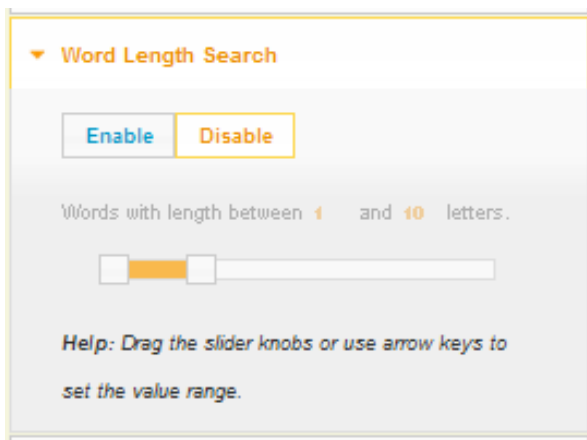 Word Length Search
Enable Disable
Words with length between 1 and 10 letters.
Help: Drag the slider knobs or use arrow keys to
set the value range.